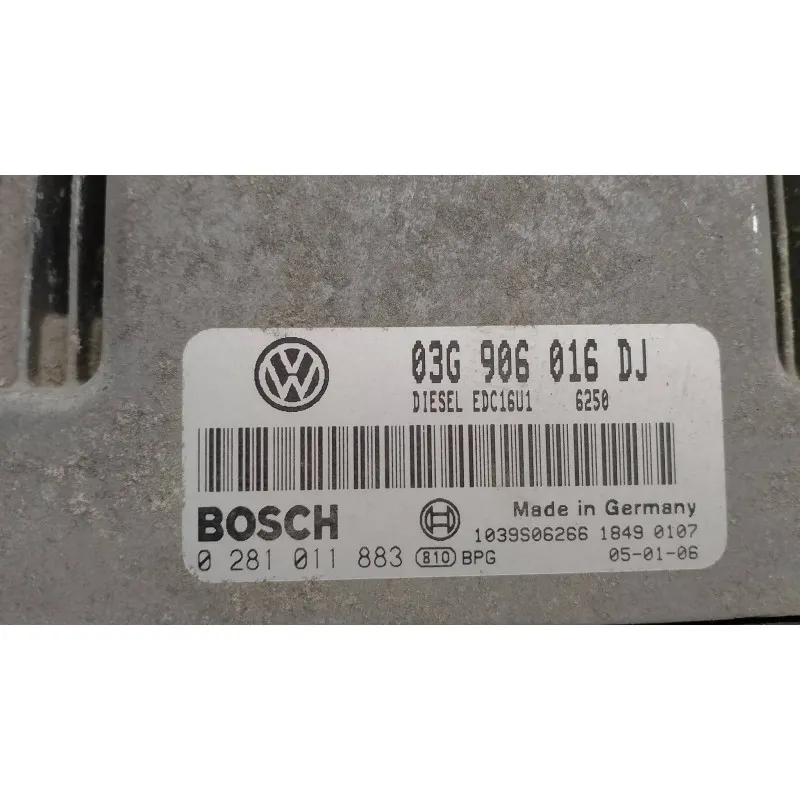 03G 906 016 DJ
DIESEL EDC16U1 6250
BOSCH
Made in Germany
1039S06266 1849 0107
0 281 011 883 810 BPG 05-01-06